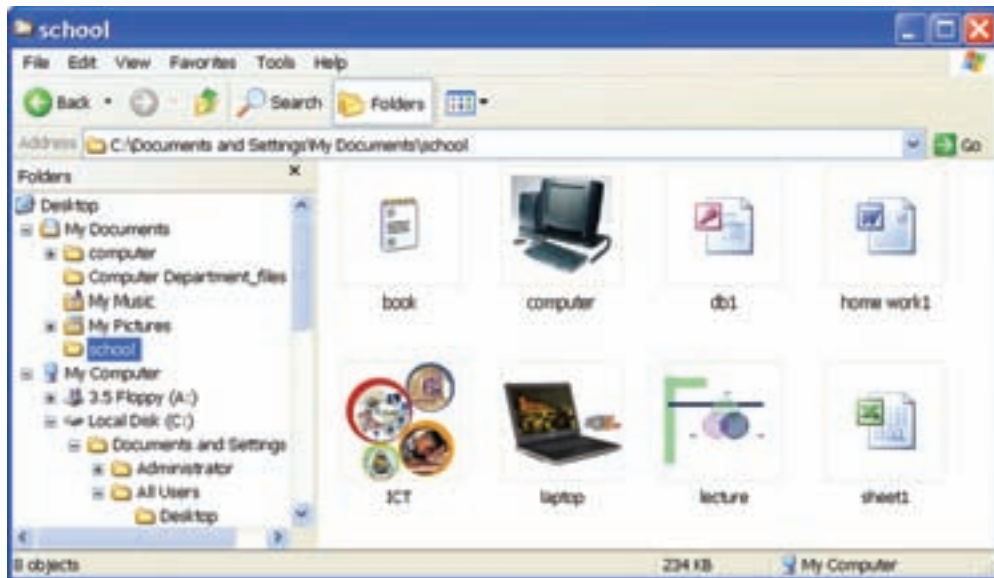 school
File Edit View Favorites Tools Help
Back Search Folders
Address C:\Documents and Settings\My Documents\school Go
Folders x
Desktop
My Documents
computer
Computer Department_files
My Music
My Pictures
school
My Computer
3.5 Floppy (A:)
Local Disk (C:)
Documents and Settings
Administrator
All Users
Desktop
book computer db1 home work1
ICT laptop lecture sheet1
8 objects 234 KB My Computer